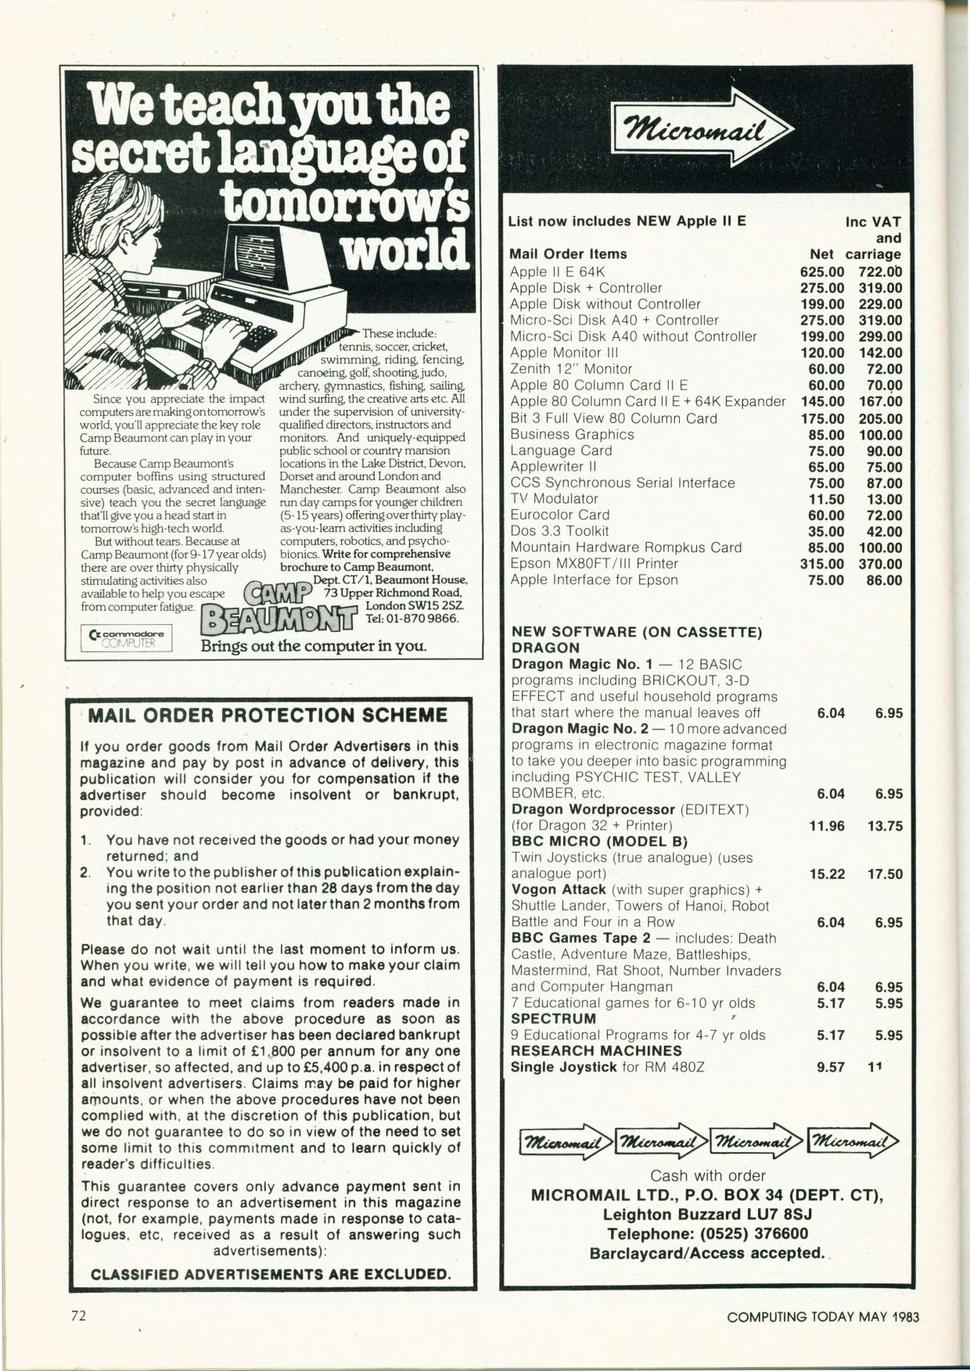 We teach you the
secret language of
tomorrow's
world
These include:
tennis, soccer, cricket,
swimming, riding, fencing,
canoeing, golf, shooting, judo,
archery, gymnastics, fishing, sailing,
wind surfing, the creative arts etc. All
under the supervision of university-
qualified directors, instructors and
monitors. And uniquely-equipped
public school or country mansion
locations in the Lake District, Devon,
Dorset and around London and
Manchester. Camp Beaumont also
run day camps for younger children
(5-15 years) offering over thirty play-
as-you-learn activities including
computers, robotics, and psycho-
bionics. Write for comprehensive
brochure to Camp Beaumont,
Dept. CT/1, Beaumont House,
73 Upper Richmond Road,
London SW15 2SZ.
Tel: 01-870 9866.
Since you appreciate the impact
computers are making on tomorrow's
world, you'll appreciate the key role
Camp Beaumont can play in your
future.
Because Camp Beaumont's
computer boffins using structured
courses (basic, advanced and inten-
sive) teach you the secret language
that'll give you a head start in
tomorrow's high-tech world.
But without tears. Because at
Camp Beaumont (for 9-17 year olds)
there are over thirty physically
stimulating activities also
available to help you escape
from computer fatigue.
CAMP
BEAUMONT
commodore
COMPUTER
Brings out the computer in you.
MAIL ORDER PROTECTION SCHEME
If you order goods from Mail Order Advertisers in this
magazine and pay by post in advance of delivery, this
publication will consider you for compensation if the
advertiser should become insolvent or bankrupt,
provided:
1. You have not received the goods or had your money
returned; and
2. You write to the publisher of this publication explain-
ing the position not earlier than 28 days from the day
you sent your order and not later than 2 months from
that day.
Please do not wait until the last moment to inform us.
When you write, we will tell you how to make your claim
and what evidence of payment is required.
We guarantee to meet claims from readers made in
accordance with the above procedure as soon as
possible after the advertiser has been declared bankrupt
or insolvent to a limit of £1,800 per annum for any one
advertiser, so affected, and up to £5,400 p.a. in respect of
all insolvent advertisers. Claims may be paid for higher
amounts, or when the above procedures have not been
complied with, at the discretion of this publication, but
we do not guarantee to do so in view of the need to set
some limit to this commitment and to learn quickly of
reader's difficulties.
This guarantee covers only advance payment sent in
direct response to an advertisement in this magazine
(not, for example, payments made in response to cata-
logues, etc, received as a result of answering such
advertisements):
CLASSIFIED ADVERTISEMENTS ARE EXCLUDED.
Micromail
List now includes NEW Apple II E Inc VAT
and
Mail Order Items Net carriage
Apple II E 64K 625.00 722.00
Apple Disk + Controller 275.00 319.00
Apple Disk without Controller 199.00 229.00
Micro-Sci Disk A40 + Controller 275.00 319.00
Micro-Sci Disk A40 without Controller 199.00 299.00
Apple Monitor III 120.00 142.00
Zenith 12" Monitor 60.00 72.00
Apple 80 Column Card II E 60.00 70.00
Apple 80 Column Card II E + 64K Expander 145.00 167.00
Bit 3 Full View 80 Column Card 175.00 205.00
Business Graphics 85.00 100.00
Language Card 75.00 90.00
Applewriter II 65.00 75.00
CCS Synchronous Serial Interface 75.00 87.00
TV Modulator 11.50 13.00
Eurocolor Card 60.00 72.00
Dos 3.3 Toolkit 35.00 42.00
Mountain Hardware Rompkus Card 85.00 100.00
Epson MX80FT/III Printer 315.00 370.00
Apple Interface for Epson 75.00 86.00
NEW SOFTWARE (ON CASSETTE)
DRAGON
Dragon Magic No. 1 — 12 BASIC
programs including BRICKOUT, 3-D
EFFECT and useful household programs
that start where the manual leaves off 6.04 6.95
Dragon Magic No. 2 — 10 more advanced
programs in electronic magazine format
to take you deeper into basic programming
including PSYCHIC TEST, VALLEY
BOMBER, etc. 6.04 6.95
Dragon Wordprocessor (EDITEXT)
(for Dragon 32 + Printer) 11.96 13.75
BBC MICRO (MODEL B)
Twin Joysticks (true analogue) (uses
analogue port) 15.22 17.50
Vogon Attack (with super graphics) +
Shuttle Lander, Towers of Hanoi, Robot
Battle and Four in a Row 6.04 6.95
BBC Games Tape 2 — includes: Death
Castle, Adventure Maze, Battleships,
Mastermind, Rat Shoot, Number Invaders
and Computer Hangman 6.04 6.95
7 Educational games for 6-10 yr olds 5.17 5.95
SPECTRUM
9 Educational Programs for 4-7 yr olds 5.17 5.95
RESEARCH MACHINES
Single Joystick for RM 480Z 9.57 11
Micromail Micromail Micromail Micromail
Cash with order
MICROMAIL LTD., P.O. BOX 34 (DEPT. CT),
Leighton Buzzard LU7 8SJ
Telephone: (0525) 376600
Barclaycard/Access accepted.
72
COMPUTING TODAY MAY 1983